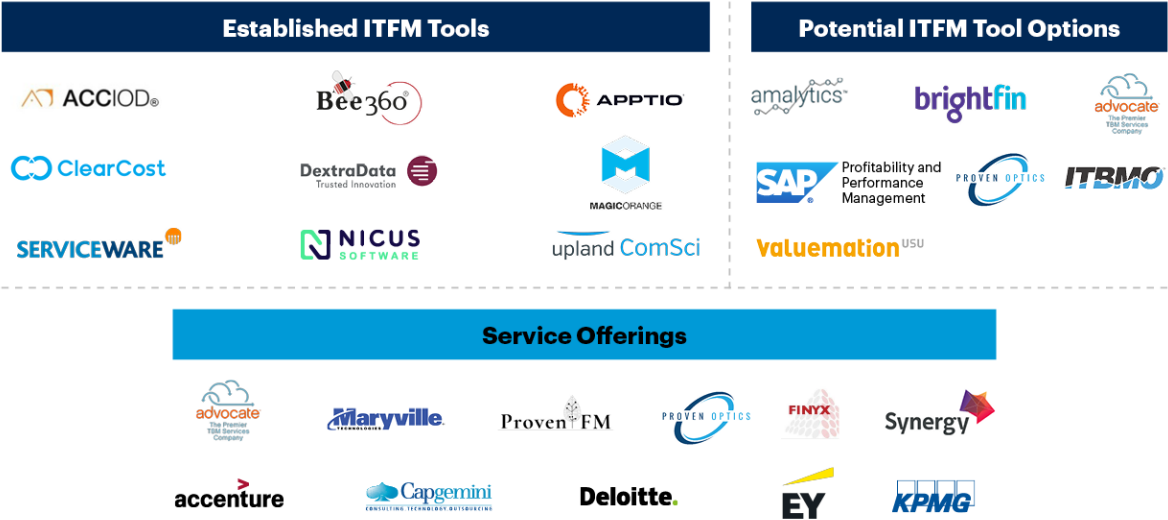 Established ITFM Tools
Potential ITFM Tool Options
ACCIOD®
Bee360®
APPTIO
amalytics™
brightfin
advocate
The Premier
TBM Services
Company
ClearCost
DextraData
Trusted Innovation
MAGICORANGE
SAP®
Profitability and
Performance
Management
PROVEN OPTICS
ITBMO
SERVICEWARE
NICUS
SOFTWARE
upland ComSci
valuemation USU
Service Offerings
advocate
The Premier
TBM Services
Company
Maryville
TECHNOLOGIES
Proven FM
PROVEN OPTICS
FINYX
Synergy
accenture
Capgemini
CONSULTING TECHNOLOGY OUTSOURCING
Deloitte.
EY
KPMG